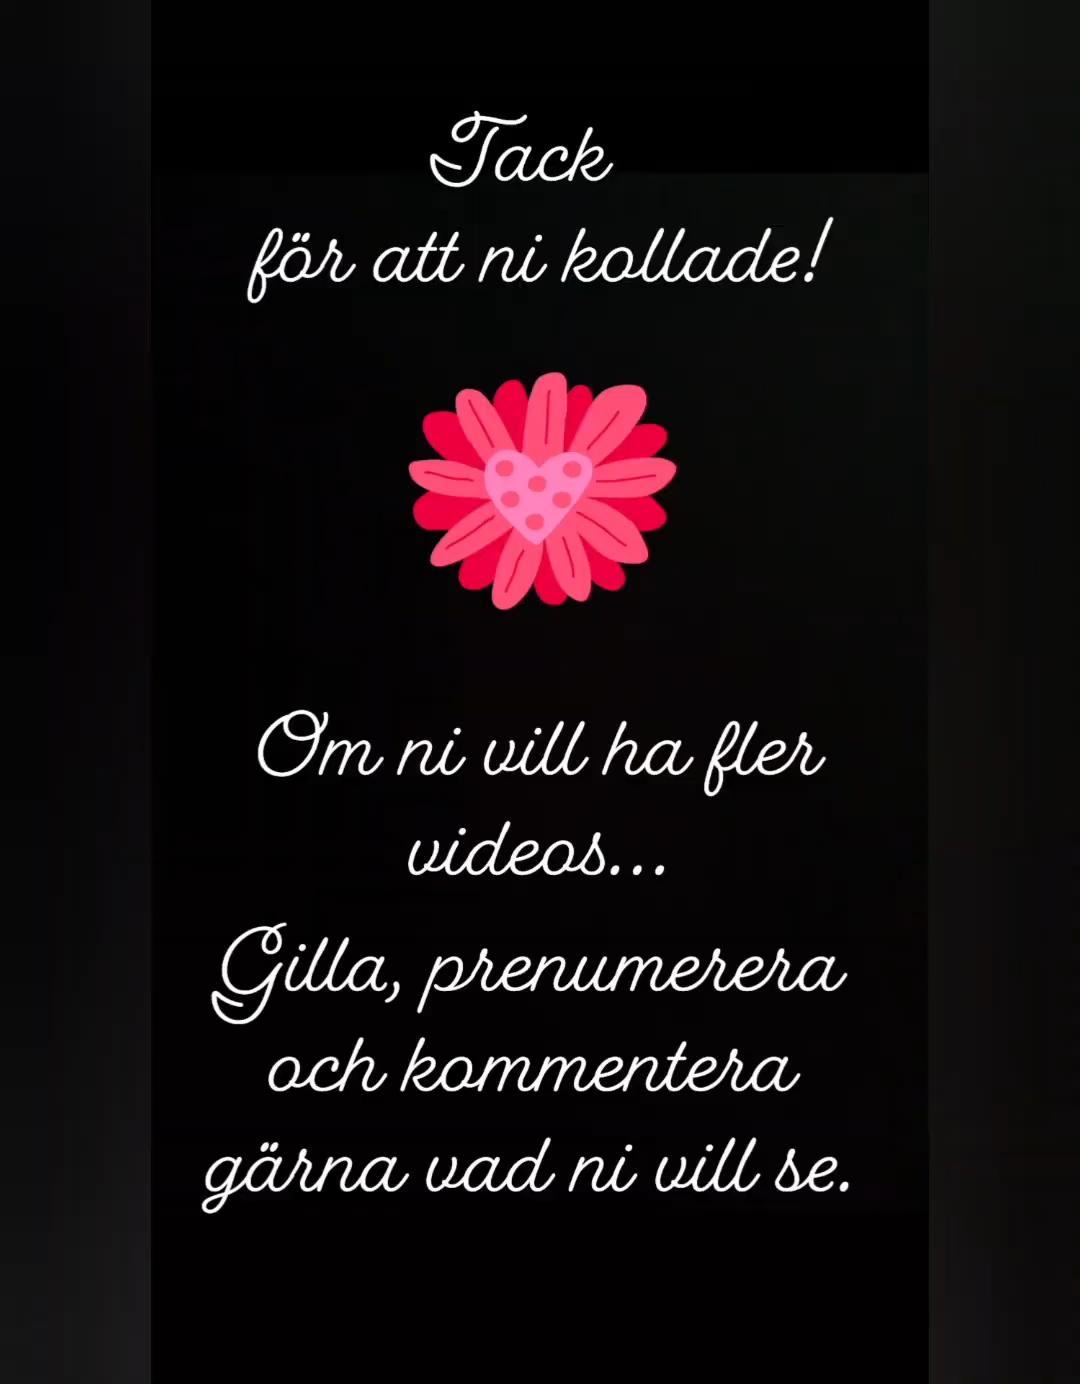 Tack
för att ni kollade!
Om ni vill ha fler
videos...
Gilla, prenumerera
och kommentera
gärna vad ni vill se.